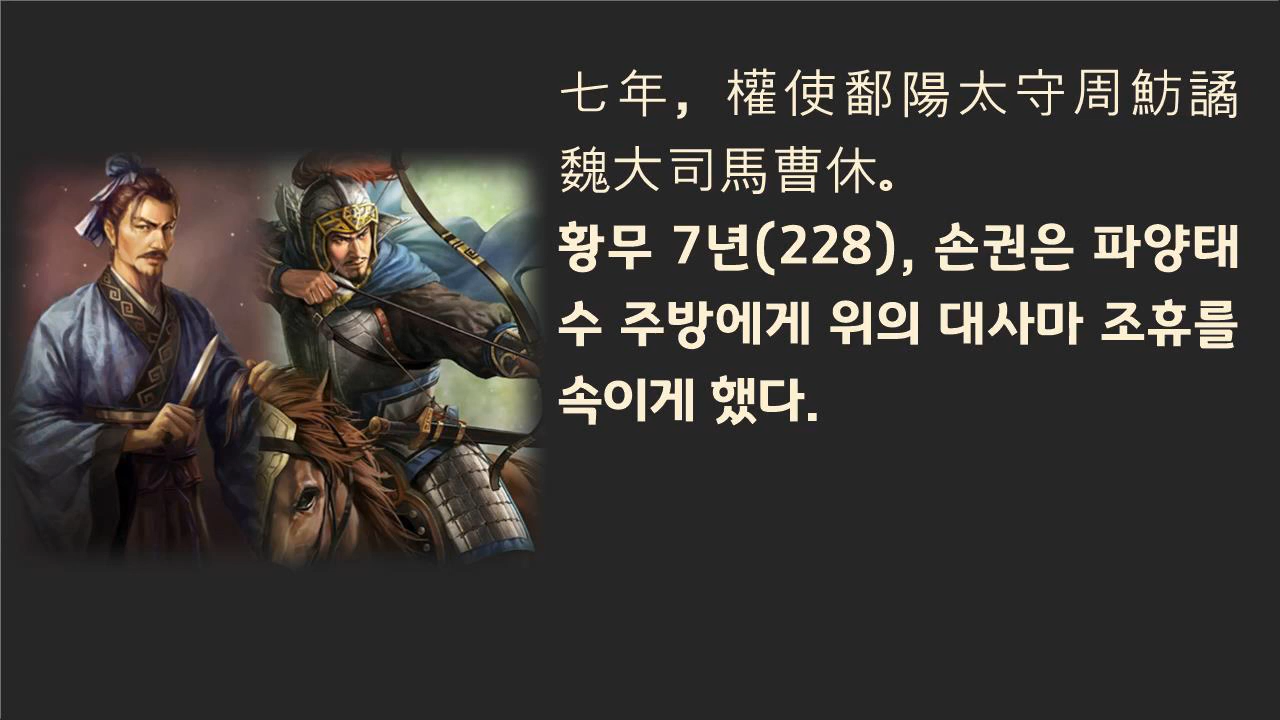 七年，權使鄱陽太守周魴譎
魏大司馬曹休。
황무 7년(228), 손권은 파양태
수 주방에게 위의 대사마 조휴를
속이게 했다.